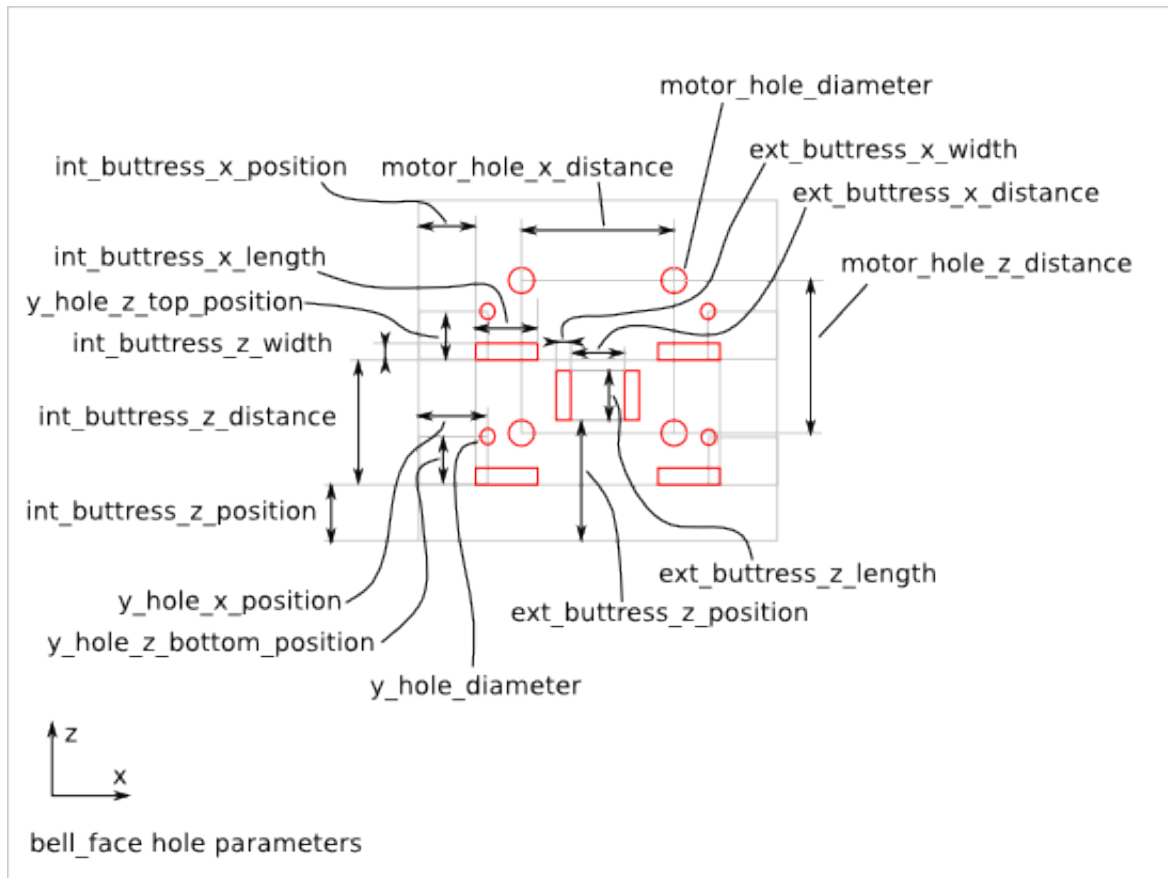 motor_hole_diameter
ext_buttress_x_width
int_buttress_x_position
motor_hole_x_distance
ext_buttress_x_distance
int_buttress_x_length
motor_hole_z_distance
y_hole_z_top_position
int_buttress_z_width
int_buttress_z_distance
int_buttress_z_position
ext_buttress_z_length
y_hole_x_position
ext_buttress_z_position
y_hole_z_bottom_position
y_hole_diameter
z
x
bell_face hole parameters